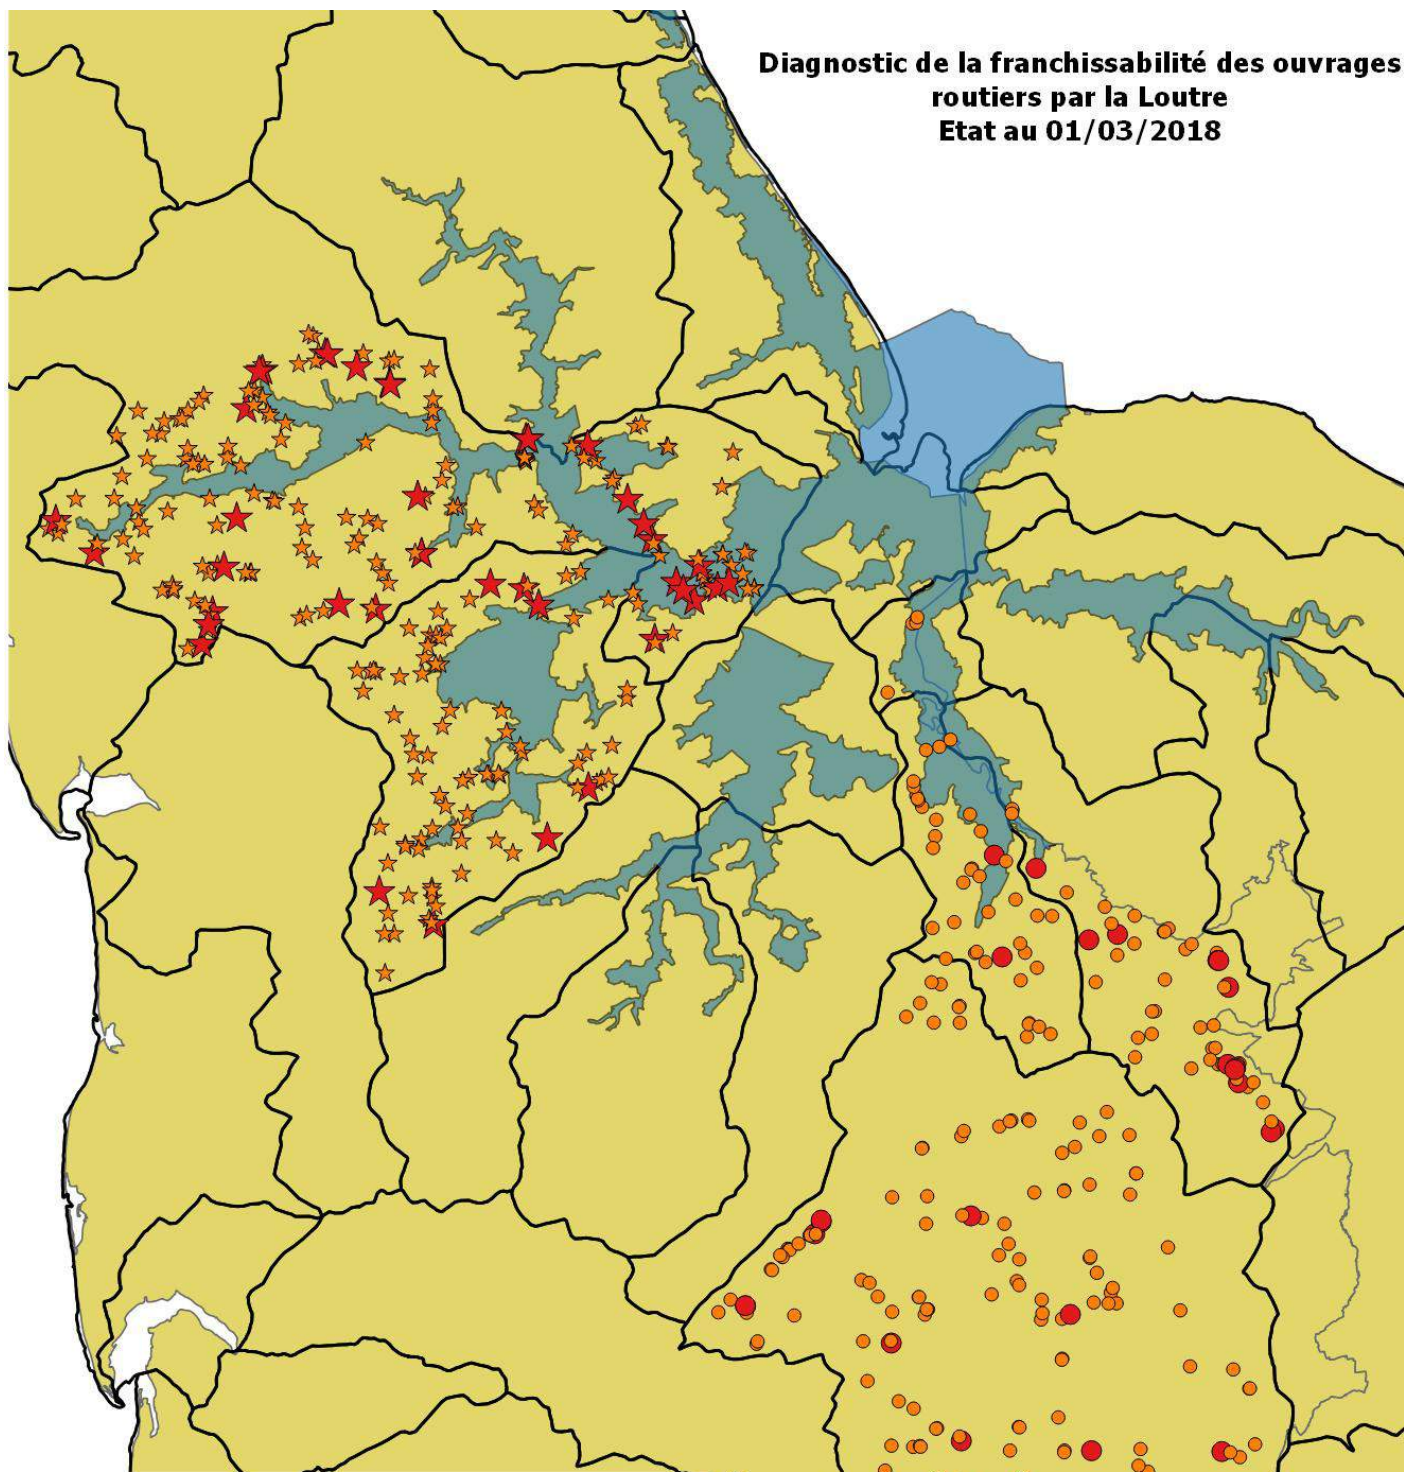 Diagnostic de la franchissabilité des ouvrages
routiers par la Loutre
Etat au 01/03/2018